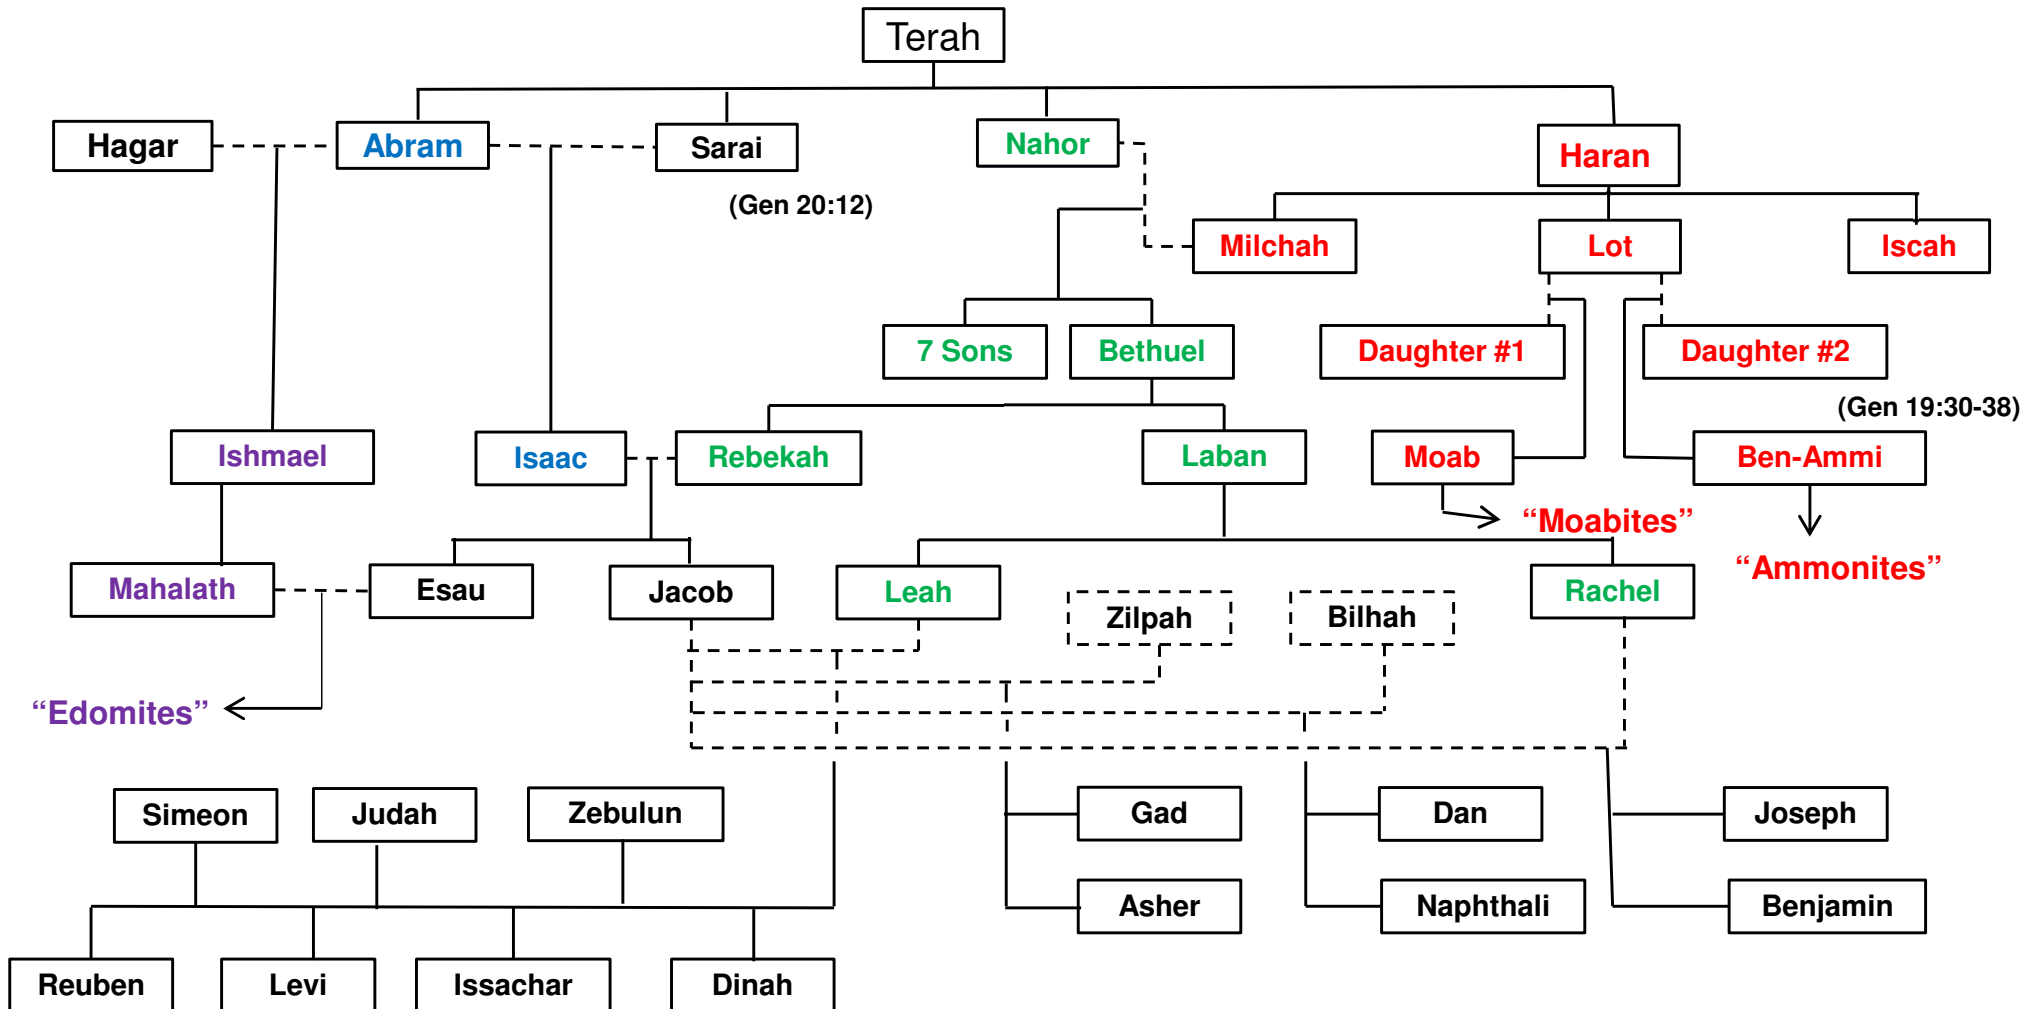 Terah
Hagar
Abram
Sarai
Nahor
Haran
(Gen 20:12)
Milchah
Lot
Iscah
7 Sons
Bethuel
Daughter #1
Daughter #2
(Gen 19:30-38)
Ishmael
Isaac
Rebekah
Laban
Moab
Ben-Ammi
“Moabites”
“Ammonites”
Mahalath
Esau
Jacob
Leah
Zilpah
Bilhah
Rachel
“Edomites”
Simeon
Judah
Zebulun
Gad
Dan
Joseph
Asher
Naphthali
Benjamin
Reuben
Levi
Issachar
Dinah